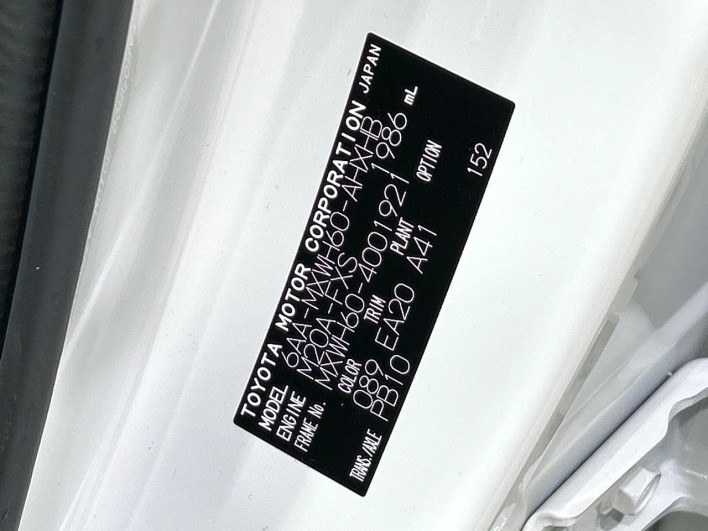 TOYOTA MOTOR CORPORATION JAPAN
MODEL 6AA-MXWH60-AHXHB
ENGINE M20A-FXS 1986 mL
FRAME No. MXWH60-4001921
COLOR TRIM PLANT OPTION
089 EA20 A41 152
TRANS./AXLE PB10